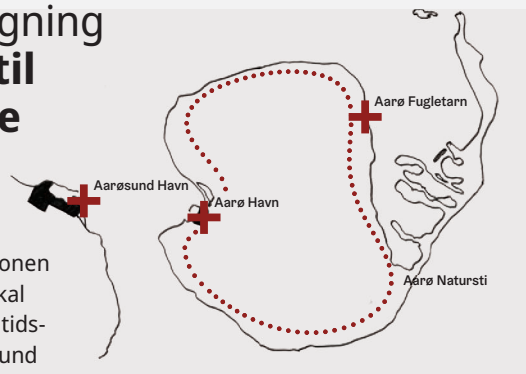 gning
til
e
Aarø Fugletårn
Aarøsund Havn
Aarø Havn
onen
kal
tids-
und
Aarø Natursti